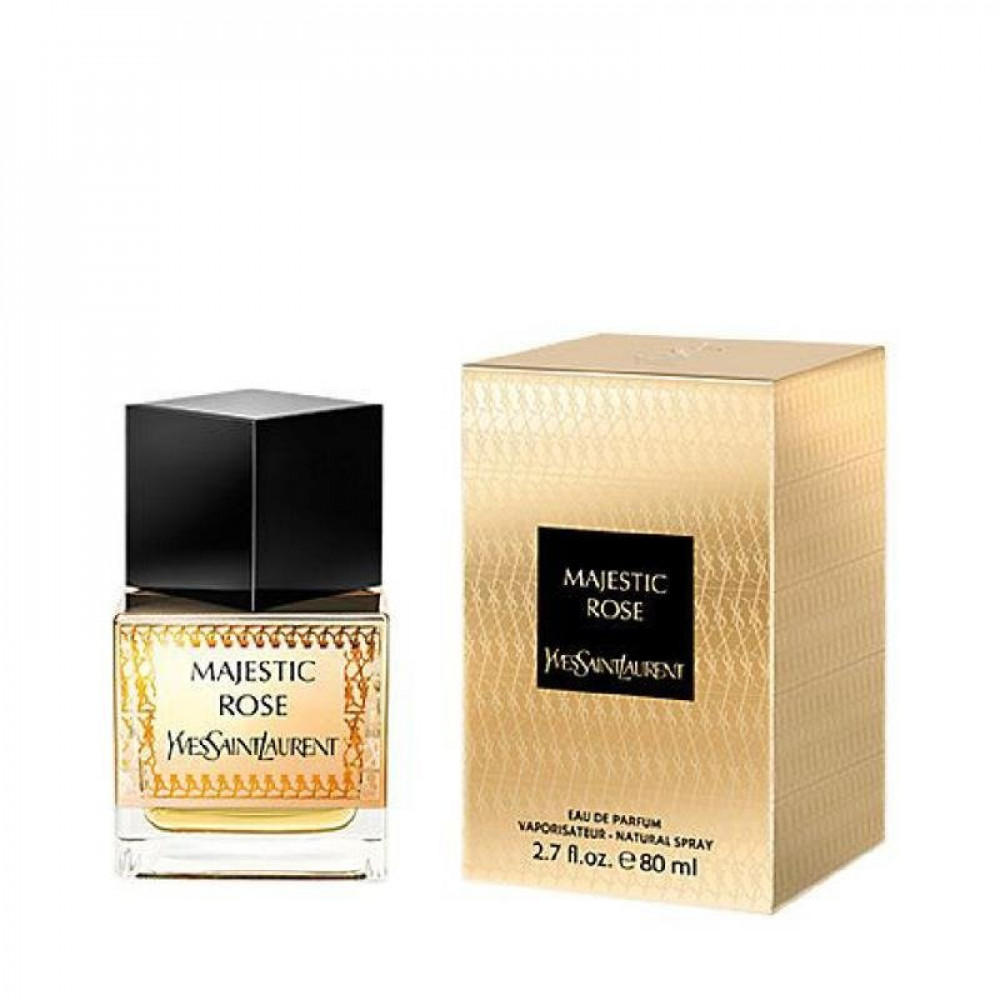 MAJESTIC
ROSE
YVESSAINTLAURENT
MAJESTIC
ROSE
YVESSAINTLAURENT
EAU DE PARFUM
VAPORISATEUR - NATURAL SPRAY
2.7 fl.oz. ℮ 80 ml